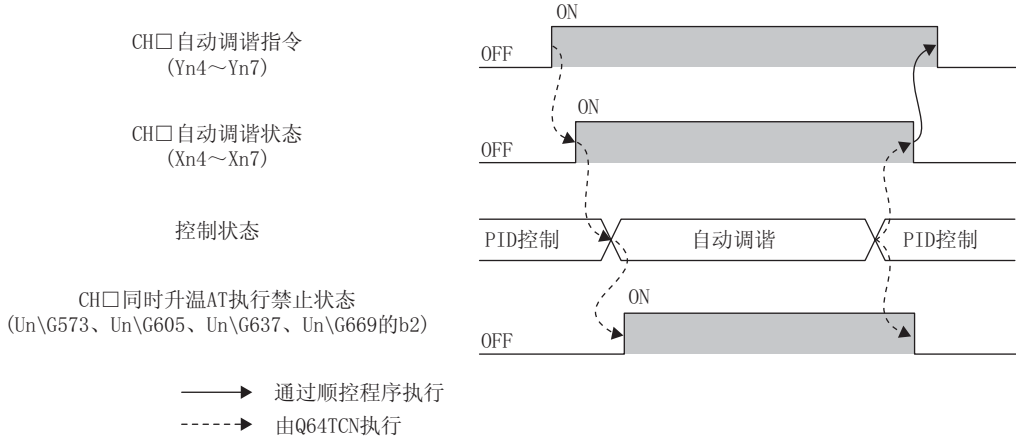 ON
CH□自动调谐指令
(Yn4～Yn7)
OFF
ON
CH□自动调谐状态
(Xn4～Xn7)
OFF
控制状态
PID控制
自动调谐
PID控制
CH□同时升温AT执行禁止状态
(Un\G573、Un\G605、Un\G637、Un\G669的b2)
ON
OFF
通过顺控程序执行
由Q64TCN执行